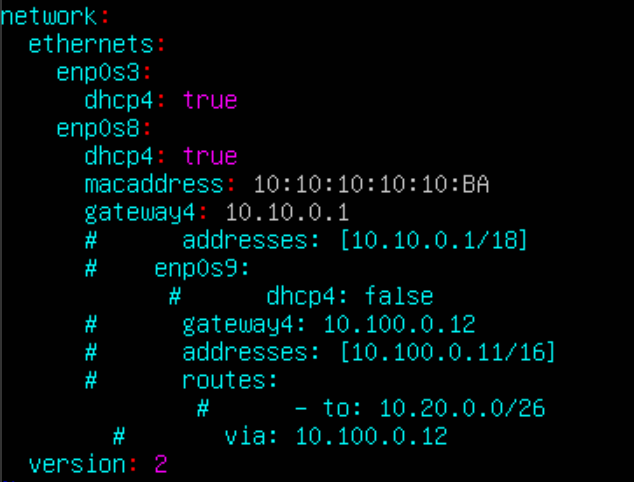 network:
  ethernets:
    enp0s3:
      dhcp4: true
    enp0s8:
      dhcp4: true
      macaddress: 10:10:10:10:10:BA
      gateway4: 10.10.0.1
      #      addresses: [10.10.0.1/18]
      #    enp0s9:
            #      dhcp4: false
      #      gateway4: 10.100.0.12
      #      addresses: [10.100.0.11/16]
      #      routes:
              #      - to: 10.20.0.0/26
        #       via: 10.100.0.12
  version: 2